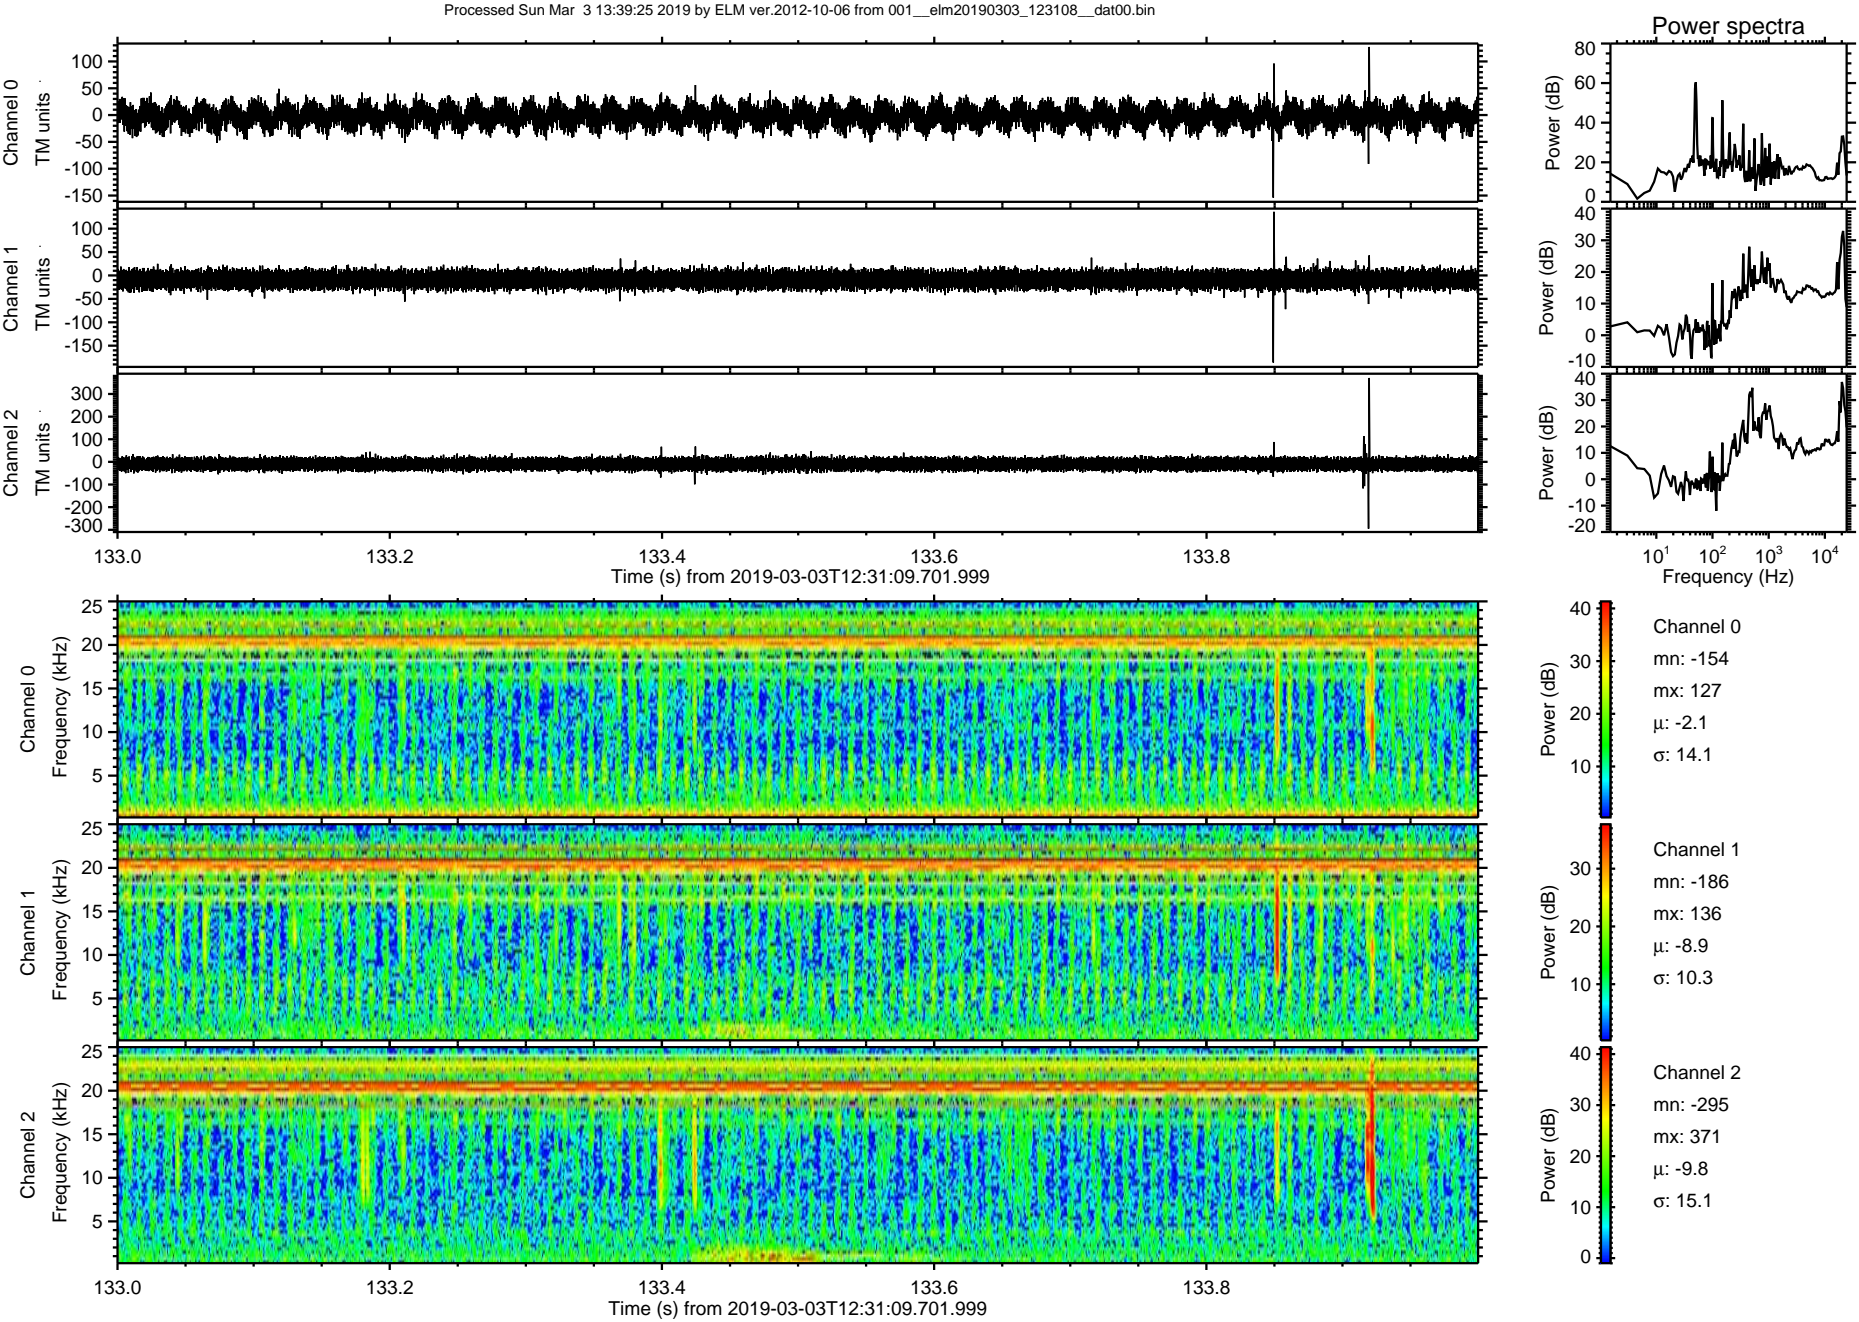 Processed Sun Mar  3 13:39:25 2019 by ELM ver.2012-10-06 from 001__elm20190303_123108__dat00.bin
Power spectra
Channel 0
TM units
100
50
0
-50
-100
-150
Power (dB)
80
60
40
20
0
Channel 1
TM units
100
50
0
-50
-100
-150
Power (dB)
40
30
20
10
0
-10
Channel 2
TM units
300
200
100
0
-100
-200
-300
Power (dB)
40
30
20
10
0
-10
-20
133.0 133.2 133.4 133.6 133.8
Time (s) from 2019-03-03T12:31:09.701.999
10¹ 10² 10³ 10⁴
Frequency (Hz)
Channel 0
Frequency (kHz)
25
20
15
10
5
Power (dB)
40
30
20
10
Channel 0
mn: -154
mx: 127
μ: -2.1
σ: 14.1
Channel 1
Frequency (kHz)
25
20
15
10
5
Power (dB)
30
20
10
Channel 1
mn: -186
mx: 136
μ: -8.9
σ: 10.3
Channel 2
Frequency (kHz)
25
20
15
10
5
Power (dB)
40
30
20
10
0
Channel 2
mn: -295
mx: 371
μ: -9.8
σ: 15.1
133.0 133.2 133.4 133.6 133.8
Time (s) from 2019-03-03T12:31:09.701.999